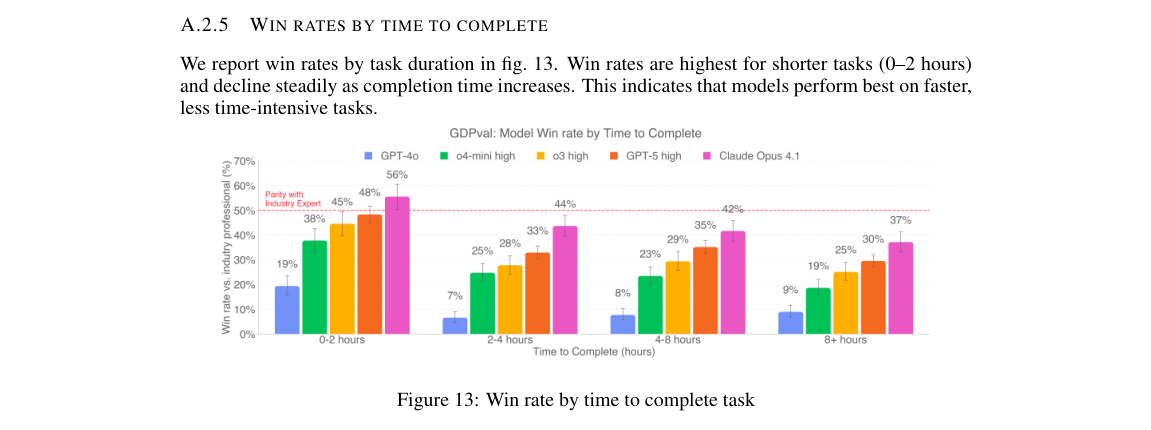 A.2.5 WIN RATES BY TIME TO COMPLETE
We report win rates by task duration in fig. 13. Win rates are highest for shorter tasks (0–2 hours)
and decline steadily as completion time increases. This indicates that models perform best on faster,
less time-intensive tasks.
GDPval: Model Win rate by Time to Complete
GPT-4o o4-mini high o3 high GPT-5 high Claude Opus 4.1
Win rate vs. indutry professional (%)
70%
60%
50%
40%
30%
20%
10%
0%
Parity with
Industry Expert
19% 38% 45% 48% 56%
7% 25% 28% 33% 44%
8% 23% 29% 35% 42%
9% 19% 25% 30% 37%
0-2 hours 2-4 hours 4-8 hours 8+ hours
Time to Complete (hours)
Figure 13: Win rate by time to complete task